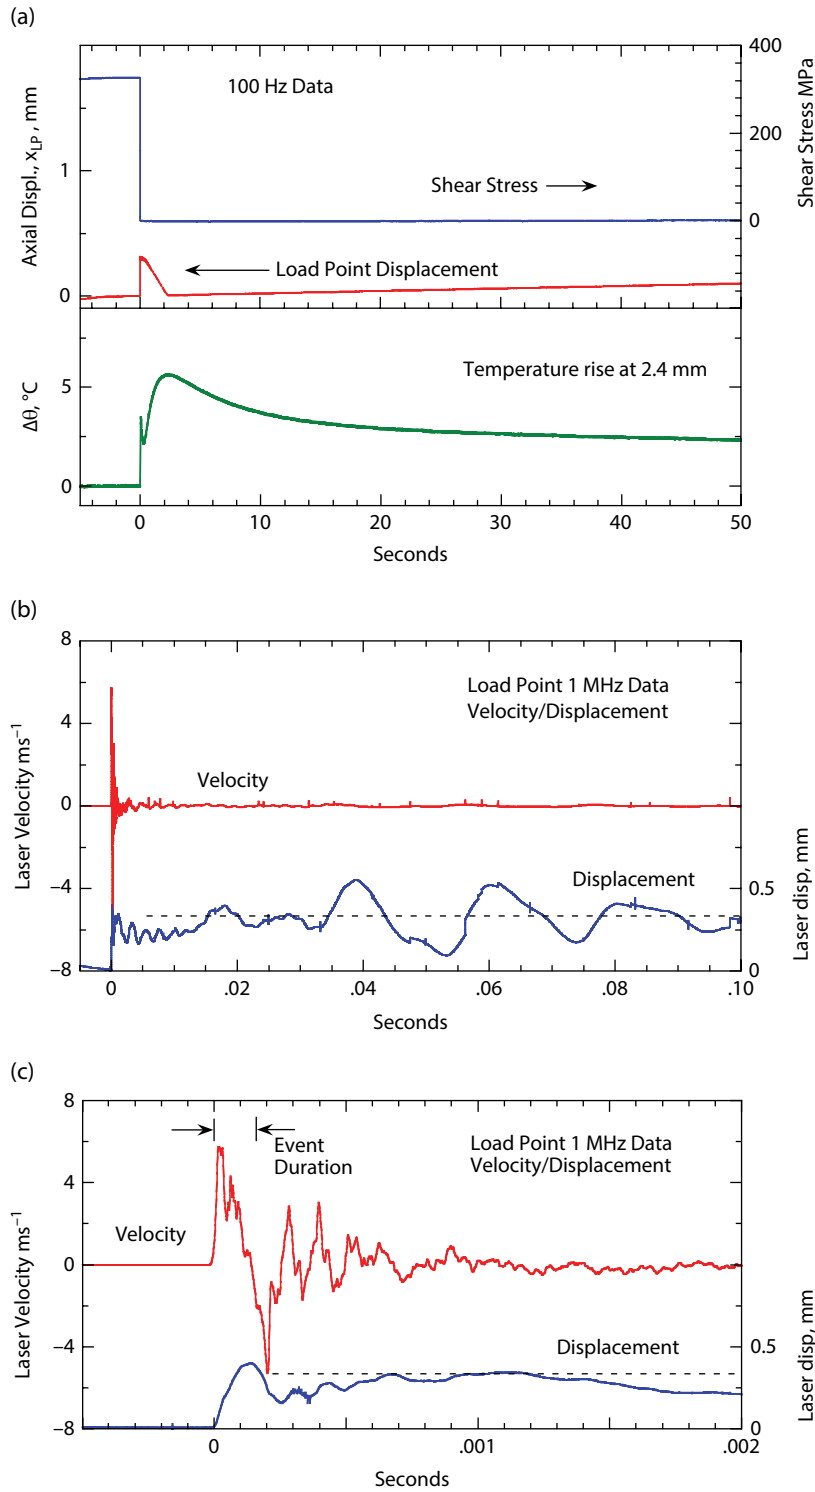 (a)
400
100 Hz Data
Axial Displ., xLP , mm
Shear Stress MPa
200
1
Shear Stress
0
Load Point Displacement
0
Temperature rise at 2.4 mm
Δθ, °C
5
0
0 10 20 30 40 50
Seconds
(b)
8
Load Point 1 MHz Data
Velocity/Displacement
4
Velocity
Laser Velocity ms⁻¹
0
Displacement
−4
0.5
Laser disp, mm
−8
0
0 .02 .04 .06 .08 .10
Seconds
(c)
8
Event
Duration
Load Point 1 MHz Data
Velocity/Displacement
4
Velocity
Laser Velocity ms⁻¹
0
Displacement
−4
0.5
Laser disp, mm
−8
0
0 .001 .002
Seconds